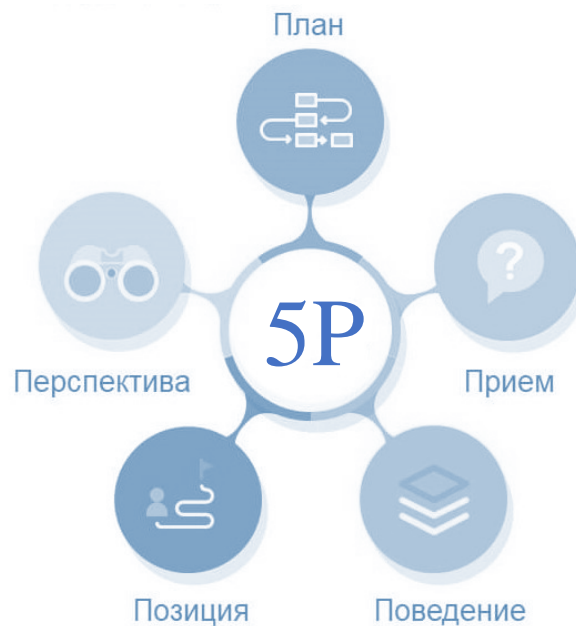 План
5P
Перспектива
Прием
Позиция
Поведение